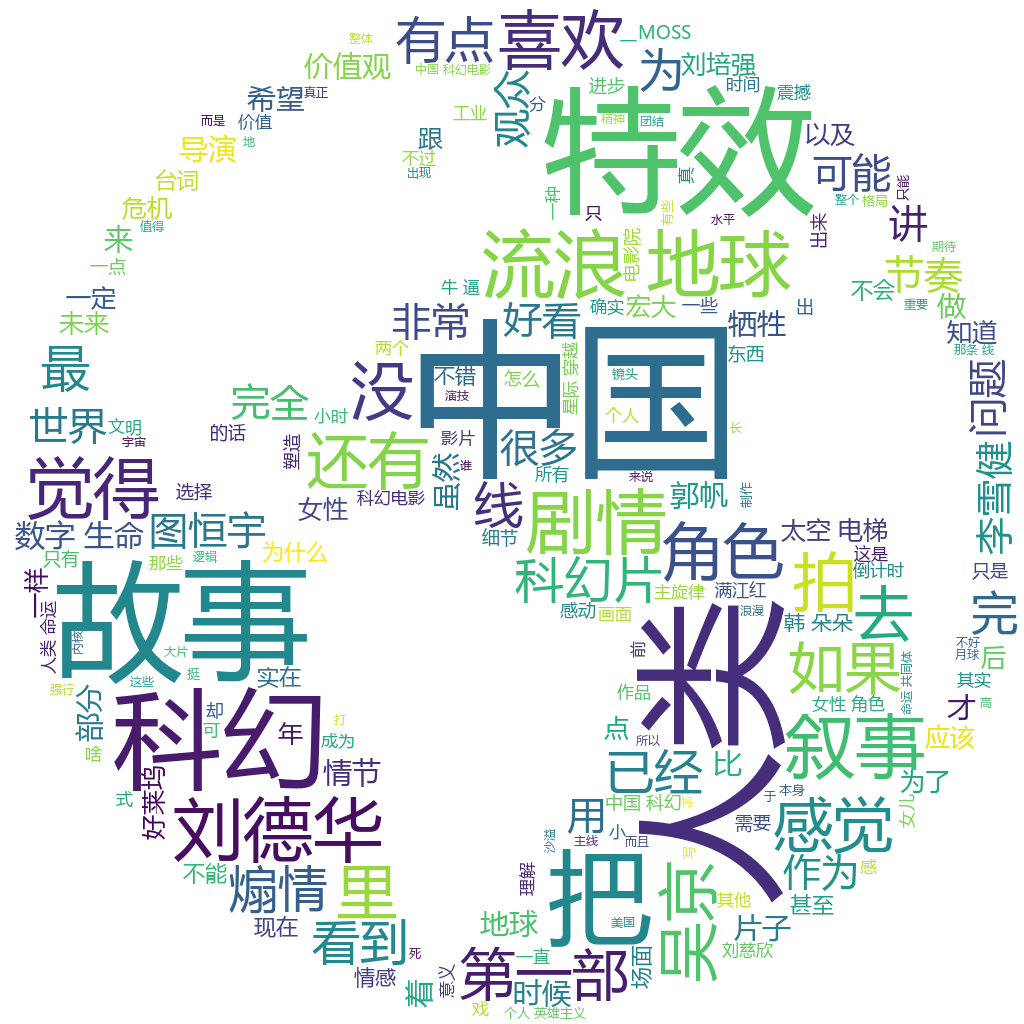 整体
有点
喜欢
一MOSS
中国 科幻电影
价值观
为
刘培强
希望
真正
观众
分
进步
时间
震撼
而是
价值
工业
特效
精神
团结
导演
地
跟
以及
不过
出现
可能
台词
真
只能
危机
值得
一种
只
有些
水平
出来
整个
格局
来
讲
一点
流浪 地球
电影院
期待
节奏
一定
牛 逼
确实
宏大
一些
出
不会
重要
做
未来
非常
好看
牺牲
知道
最
两个
星际 穿越
中国
东西
那条 线
没
不错
怎么
镜头
问题
演技
世界
文明
完全
小时
个人
长
宇宙
的话
还有
影片
很多
塑造
虽然
谁
所有
来说
觉得
选择
女性
科幻电影
线
郭帆
制作
李雪健
数字 生命
图恒宇
为什么
细节
剧情
角色
太空 电梯
只有
那些
逻辑
这是
科幻片
主旋律
满江红
拍
倒计时
只是
一样
感动
画面
浪漫
韩 朵朵
去
完
人类 命运
故事
内核
大片
前
人类
如果
不好
月球
后
强行
这些
挺
实在
作品
女性 角色
命运 共同体
其实
部分
科幻
却
可
年
打
成为
点
所以
叙事
才
高
应该
啥
情节
已经
比
为了
式
好莱坞
刘德华
用
中国 科幻
将
于
本身
感觉
女儿
沙溢
小
主线
而且
需要
写
不能
煽情
里
理解
把
吴京
作为
感
其他
甚至
现在
看到
地球
美国
片子
死
一直
刘慈欣
情感
着
意义
第一部
时候
场面
戏
个人 英雄主义